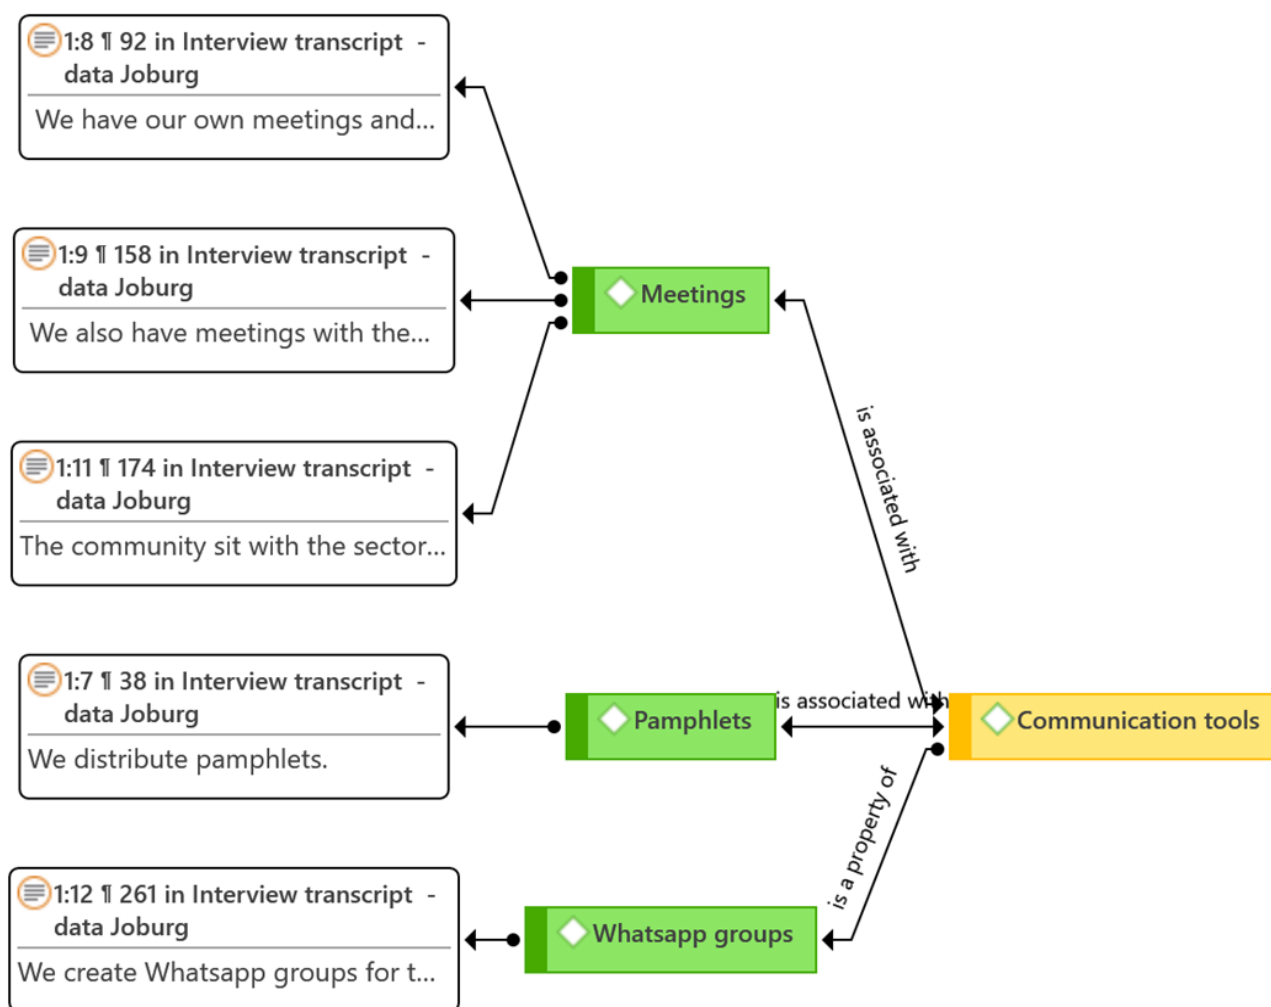 1:8 ¶ 92 in Interview transcript -
data Joburg
We have our own meetings and...
1:9 ¶ 158 in Interview transcript -
data Joburg
We also have meetings with the...
1:11 ¶ 174 in Interview transcript -
data Joburg
The community sit with the sector...
1:7 ¶ 38 in Interview transcript -
data Joburg
We distribute pamphlets.
1:12 ¶ 261 in Interview transcript -
data Joburg
We create Whatsapp groups for t...
Meetings
Pamphlets
Whatsapp groups
is associated with
is associated with
is a property of
Communication tools